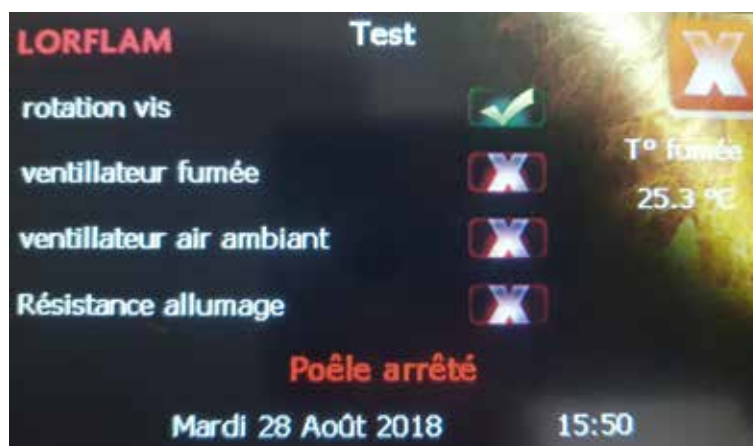 LORFLAM
Test
rotation vis
T° fumée
ventillateur fumée
25.3 °C
ventillateur air ambiant
Résistance allumage
Poêle arrêté
Mardi 28 Août 2018
15:50